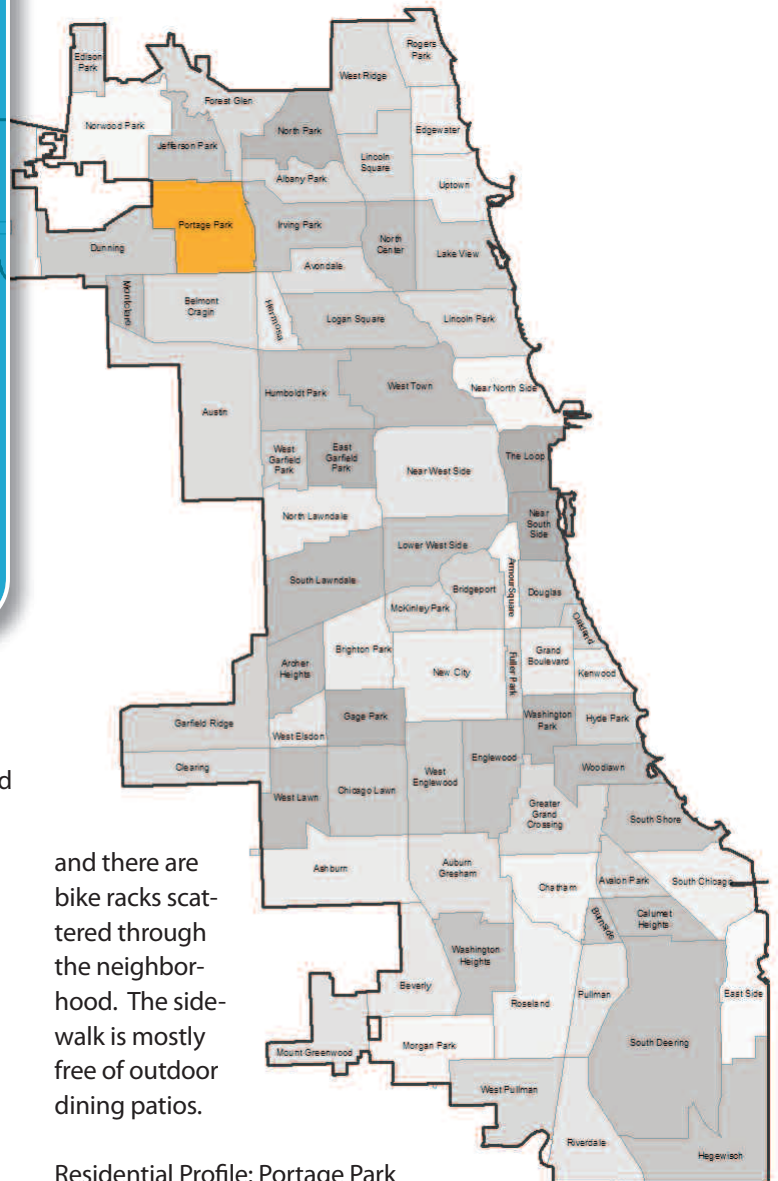 Rogers
Park
Edison
Park
West Ridge
Forest Glen
Norwood Park
North Park
Edgewater
Jefferson Park
Lincoln
Square
Albany Park
Uptown
Portage Park
Irving Park
North
Center
Dunning
Lake View
Avondale
Montclare
Belmont
Cragin
Hermosa
Logan Square
Lincoln Park
West Town
Near North Side
Humboldt Park
Austin
West
Garfield
Park
East
Garfield
Park
Near West Side
The Loop
North Lawndale
Near
South
Side
Lower West Side
Armour Square
South Lawndale
Bridgeport
Douglas
McKinley Park
Oakland
Brighton Park
Grand
Boulevard
Archer
Heights
New City
Fuller Park
Kenwood
Garfield Ridge
Gage Park
Washington
Park
Hyde Park
West Elsdon
Clearing
West
Englewood
Englewood
Woodlawn
d
West Lawn
Chicago Lawn
Greater
Grand
Crossing
South Shore
and there are
bike racks scat-
tered through
the neighbor-
hood. The side-
walk is mostly
free of outdoor
dining patios.
Ashburn
Auburn
Gresham
Chatham
Avalon Park
South Chicago
Burnside
Calumet
Heights
Washington
Heights
Beverly
Roseland
Pullman
East Side
Mount Greenwood
Morgan Park
South Deering
West Pullman
Riverdale
Hegewisch
Residential Profile: Portage Park